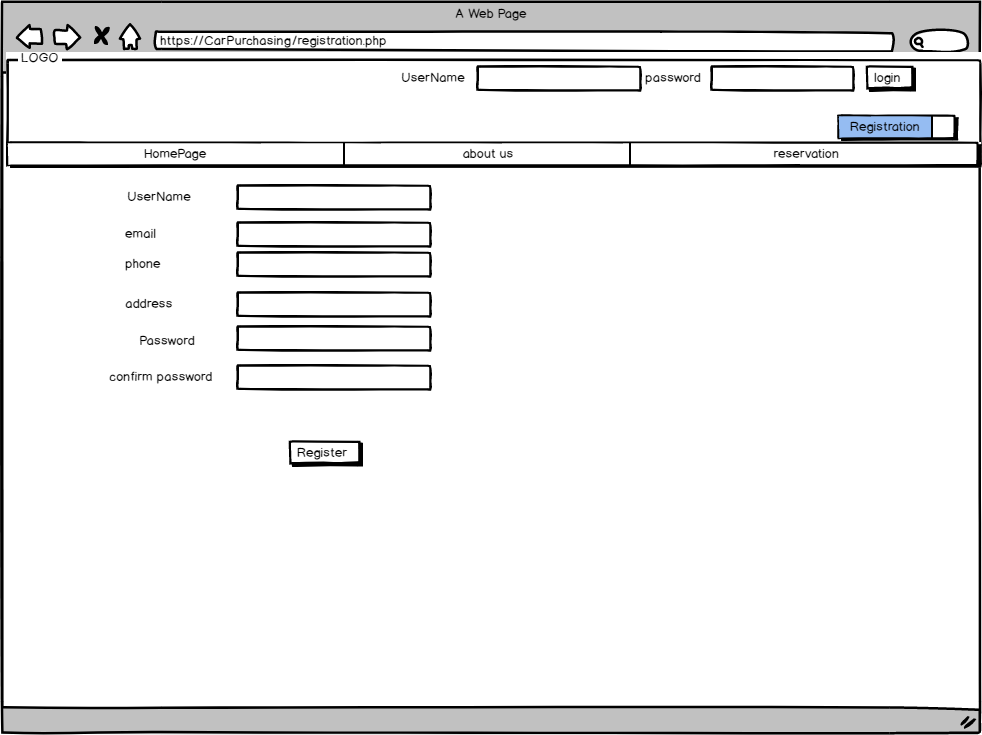 A Web Page
https://CarPurchasing/registration.php
LOGO
UserName password login
Registration
HomePage about us reservation
UserName
email
phone
address
Password
confirm password
Register